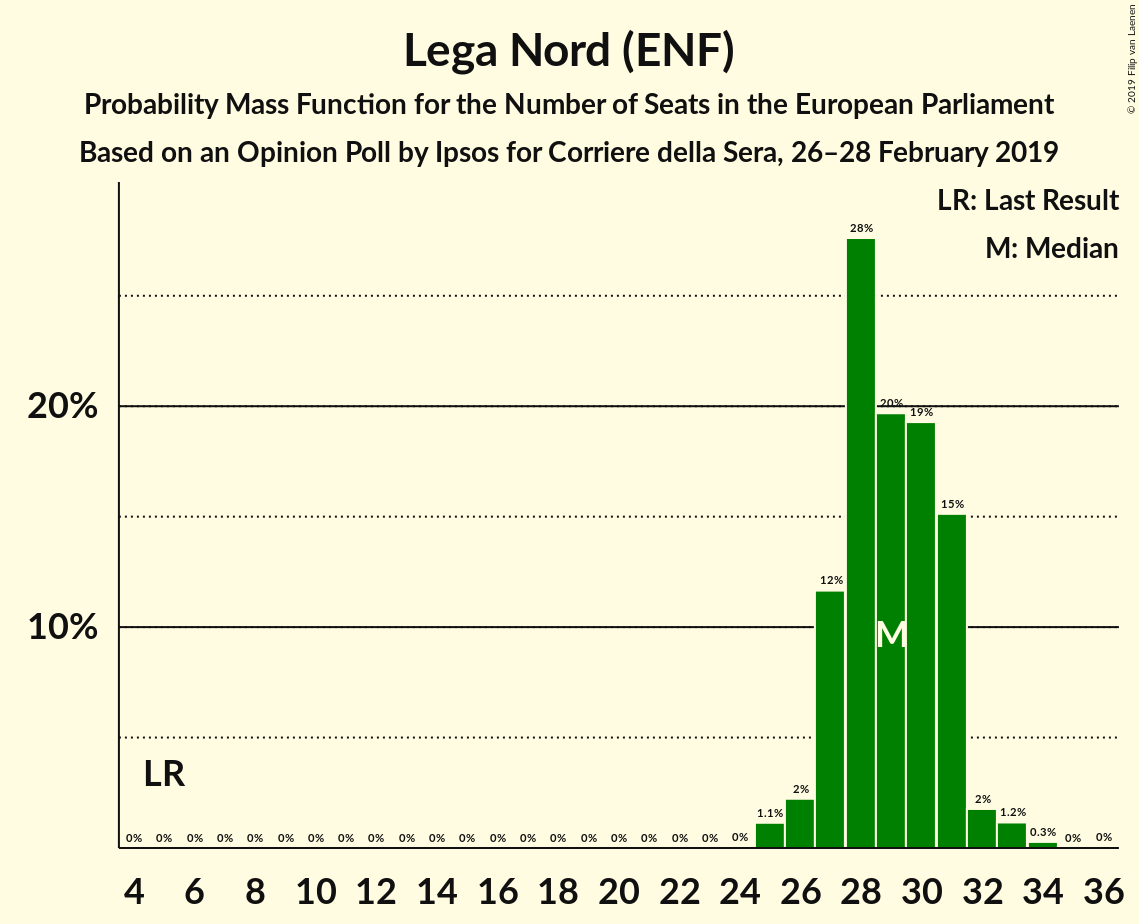 Lega Nord (ENF)
Probability Mass Function for the Number of Seats in the European Parliament
Based on an Opinion Poll by Ipsos for Corriere della Sera, 26–28 February 2019
© 2019 Filip van Laenen
LR: Last Result
M: Median
28%
20%
20%
19%
15%
12%
10%
M
LR
0% 0% 0% 0% 0% 0% 0% 0% 0% 0% 0% 0% 0% 0% 0% 0% 0% 0% 0% 0% 0% 1.1% 2% 2% 1.2% 0.3% 0% 0%
4 6 8 10 12 14 16 18 20 22 24 26 28 30 32 34 36